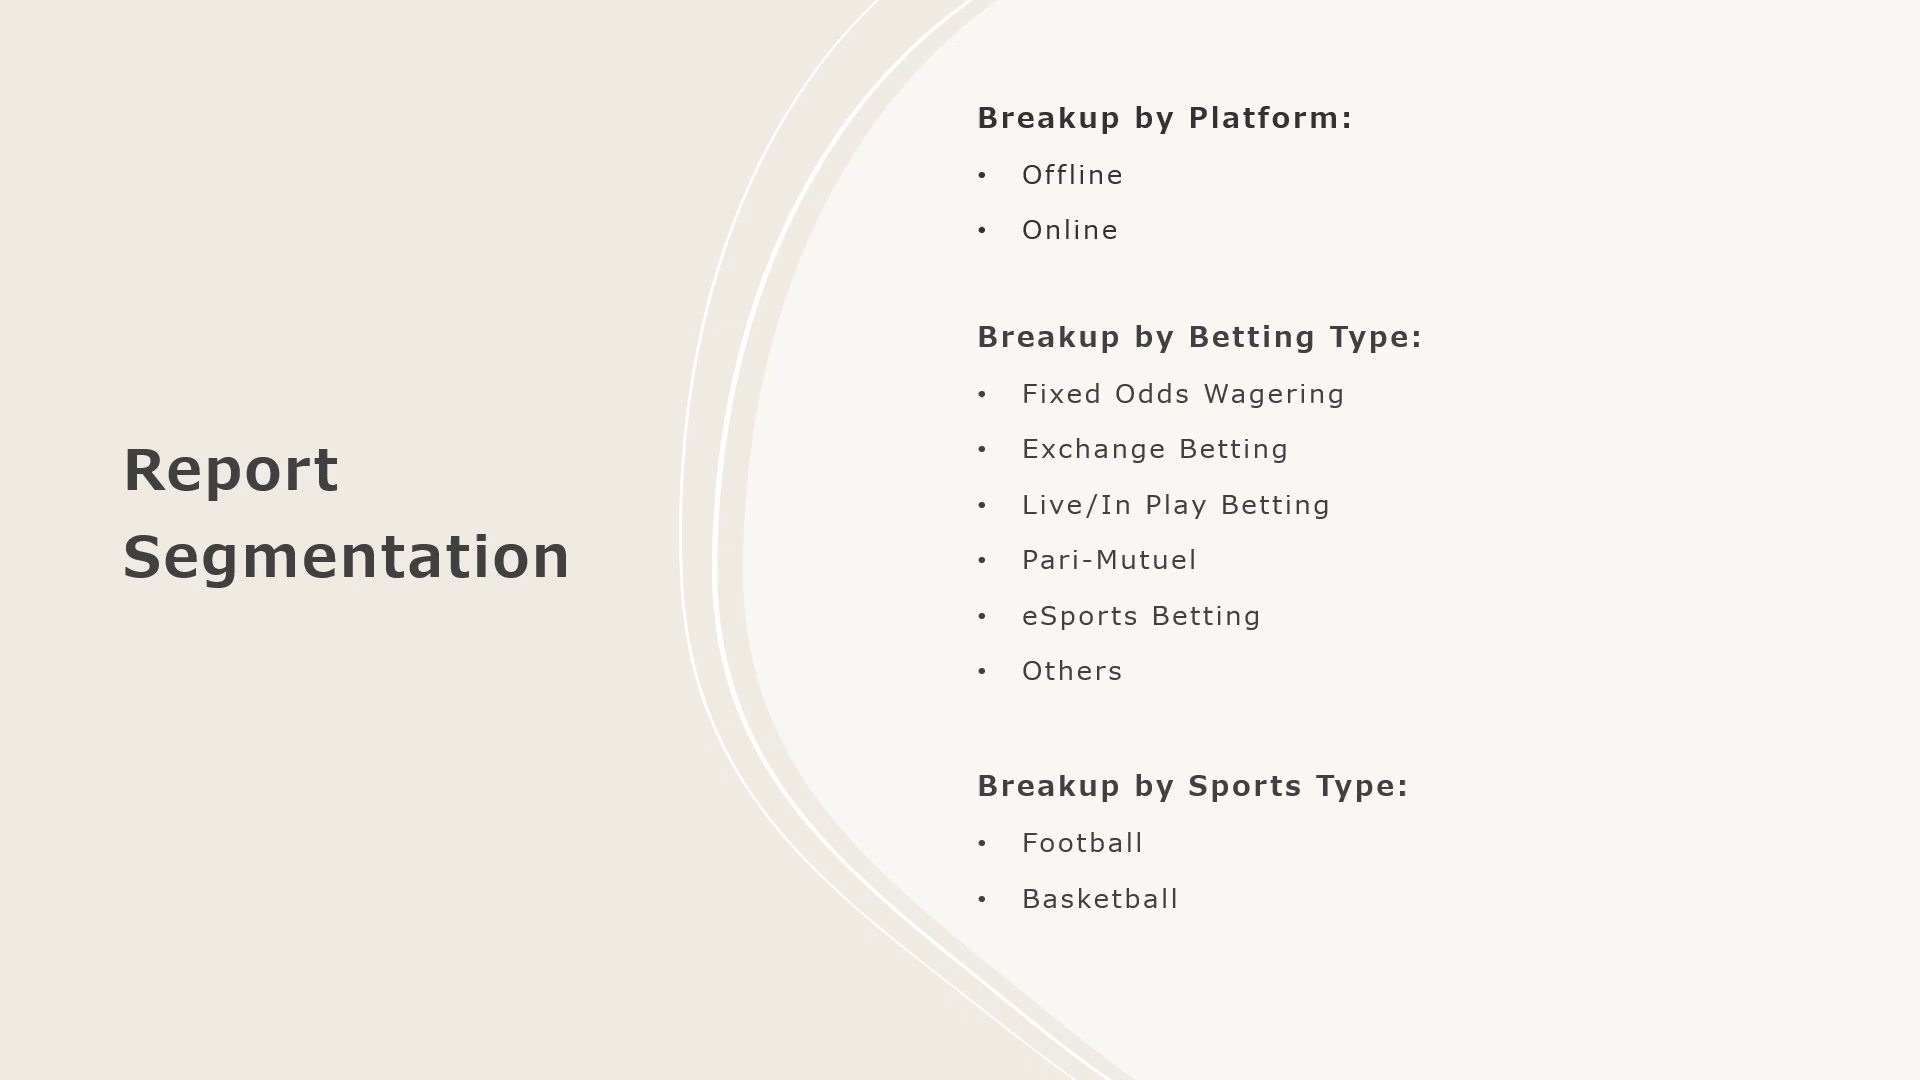 Report
Segmentation
Breakup by Platform:
• Offline
• Online
Breakup by Betting Type:
• Fixed Odds Wagering
• Exchange Betting
• Live/In Play Betting
• Pari-Mutuel
• eSports Betting
• Others
Breakup by Sports Type:
• Football
• Basketball